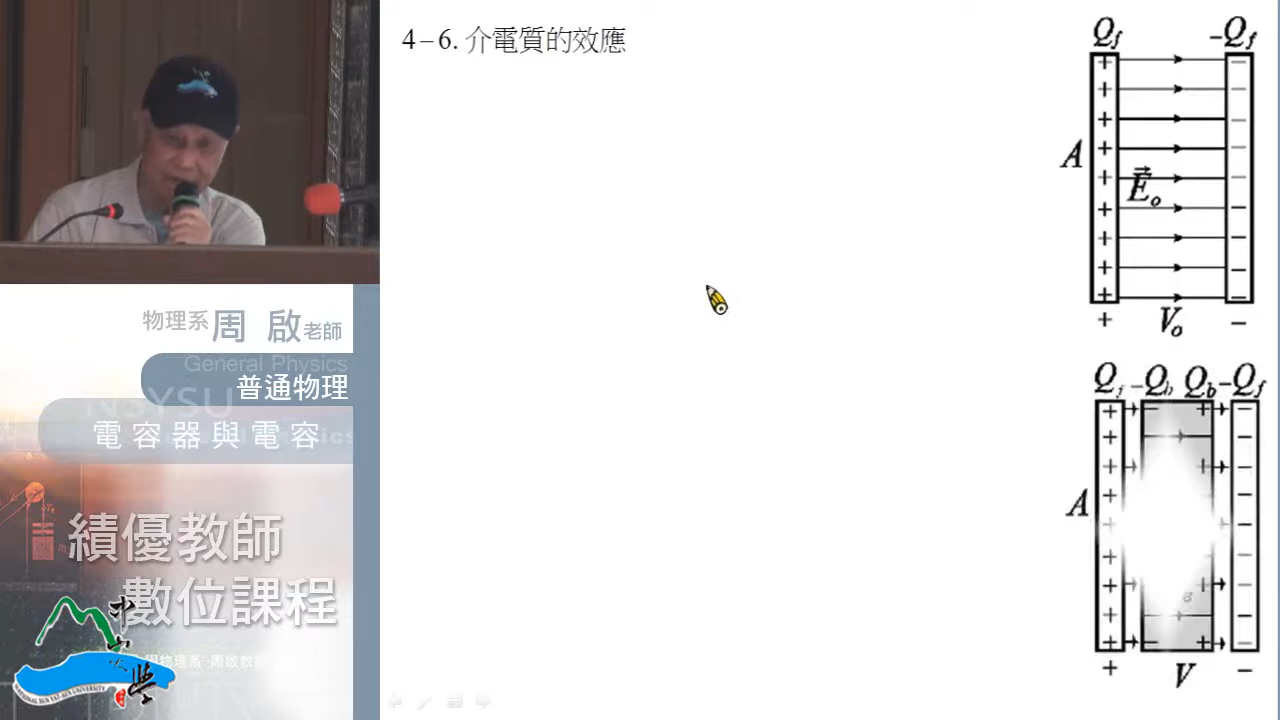 4-6. 介電質的效應
Q_f -Q_f
A
E_o
+ V_o -
Q_f -Q_b Q_b -Q_f
A
+ V -
物理系 周 啟 老師
General Physics
普通物理
NSYSU
電容器與電容
績優教師
數位課程